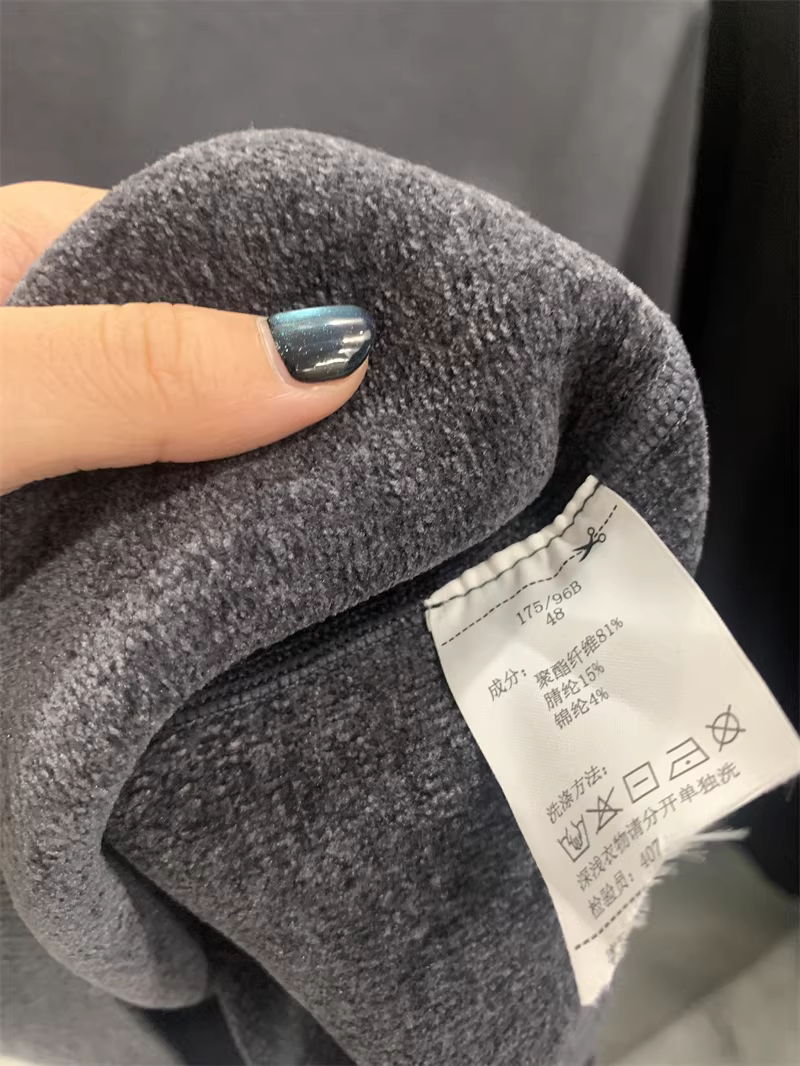 175/96B
48
成分：聚酯纤维81%
腈纶15%
锦纶4%
洗涤方法：
深浅衣物请分开单独洗
检验员：407